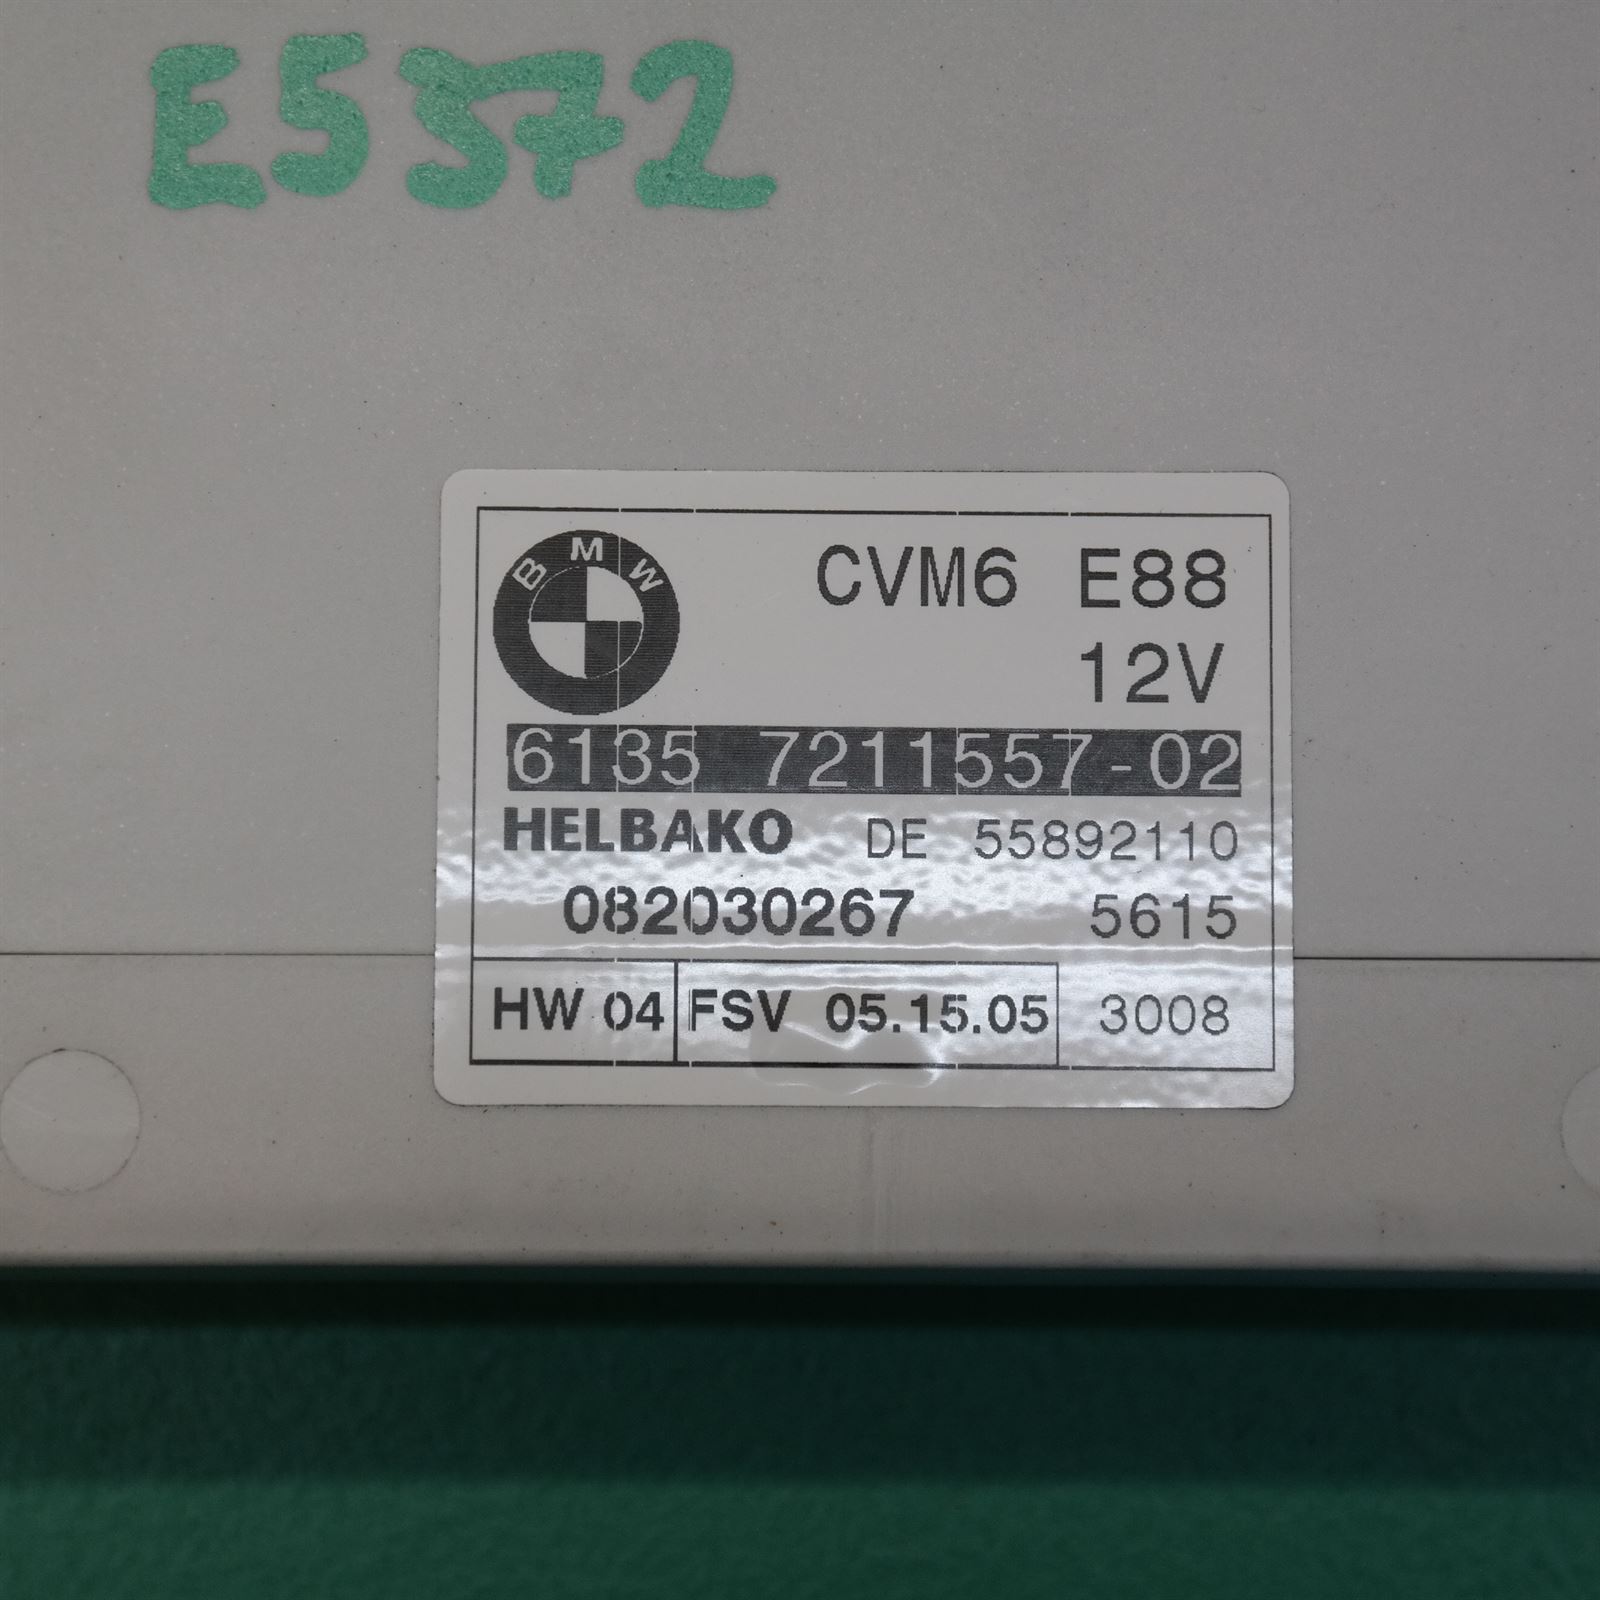 E5372
BMW
CVM6 E88
12V
6135 7211557-02
HELBAKO DE 55892110
082030267 5615
HW 04 FSV 05.15.05 3008